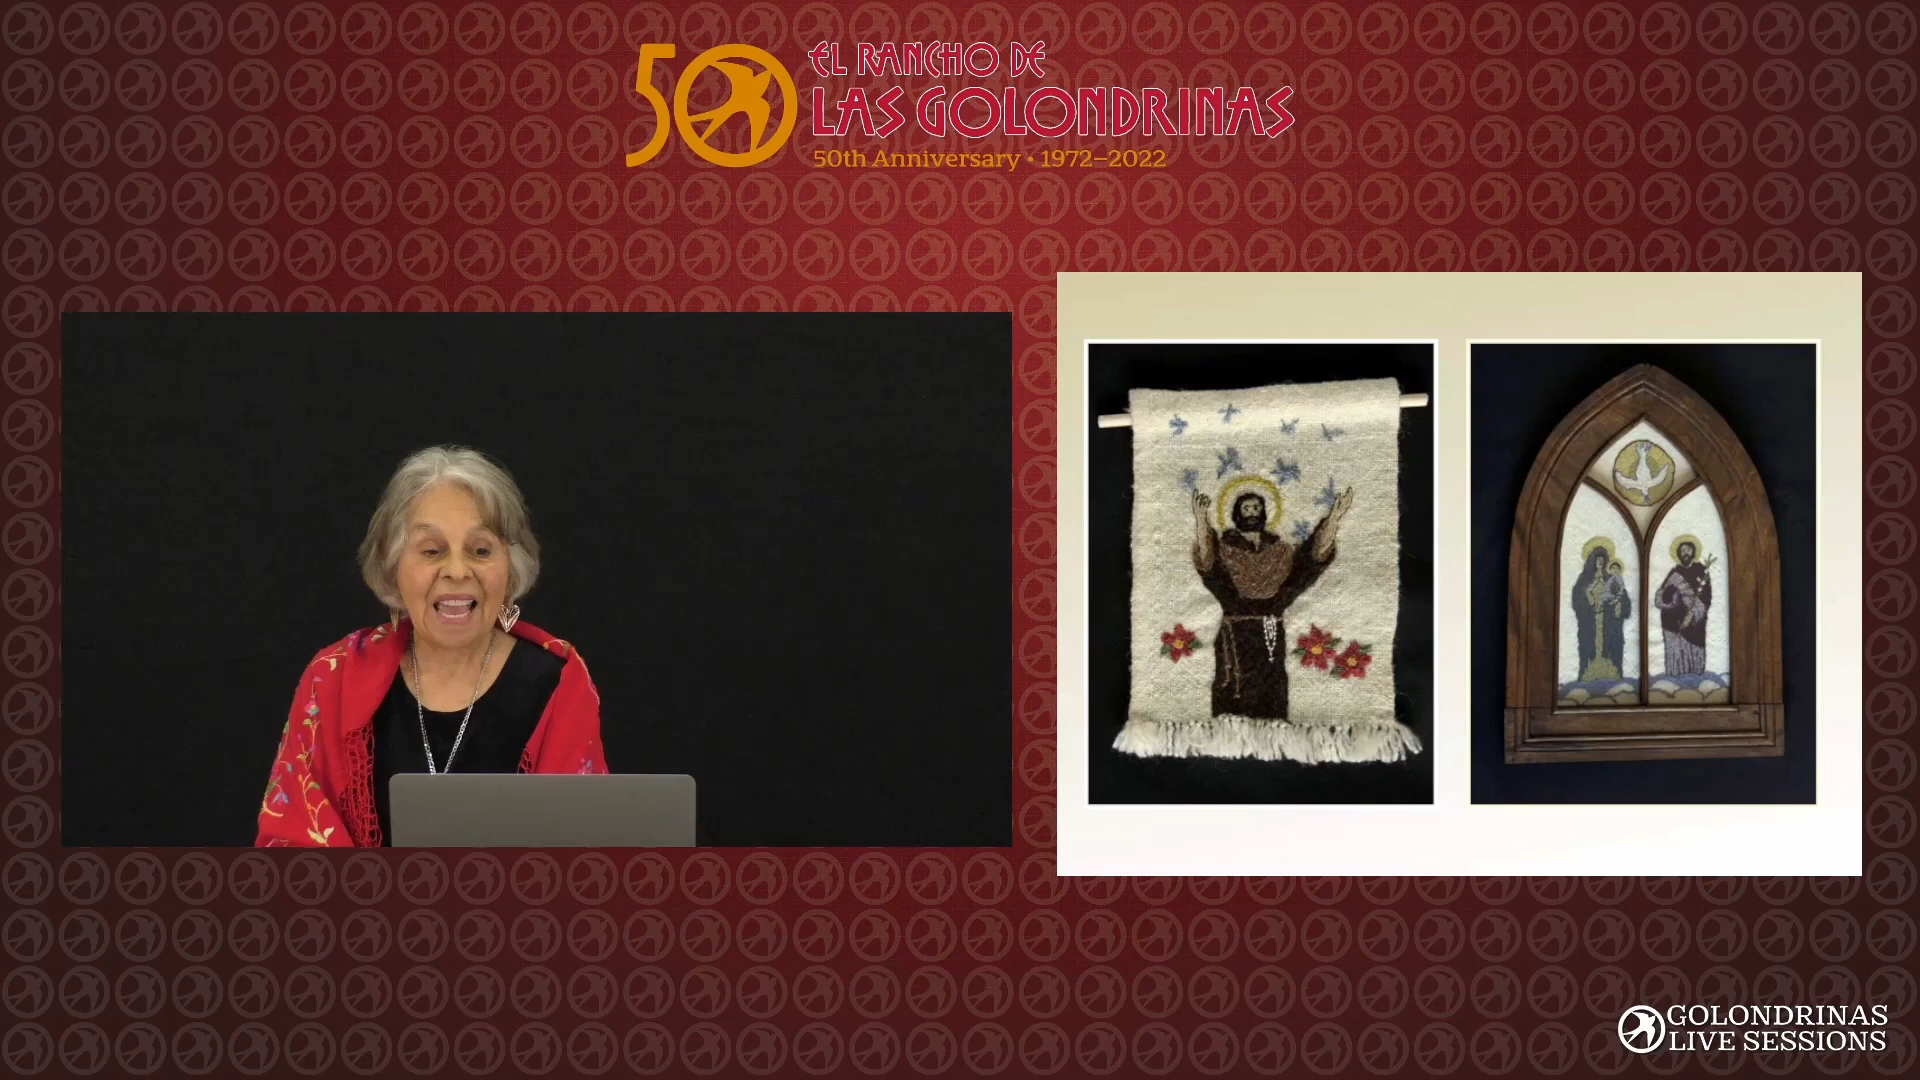 50
EL RANCHO DE
LAS GOLONDRINAS
50th Anniversary • 1972–2022
GOLONDRINAS
LIVE SESSIONS